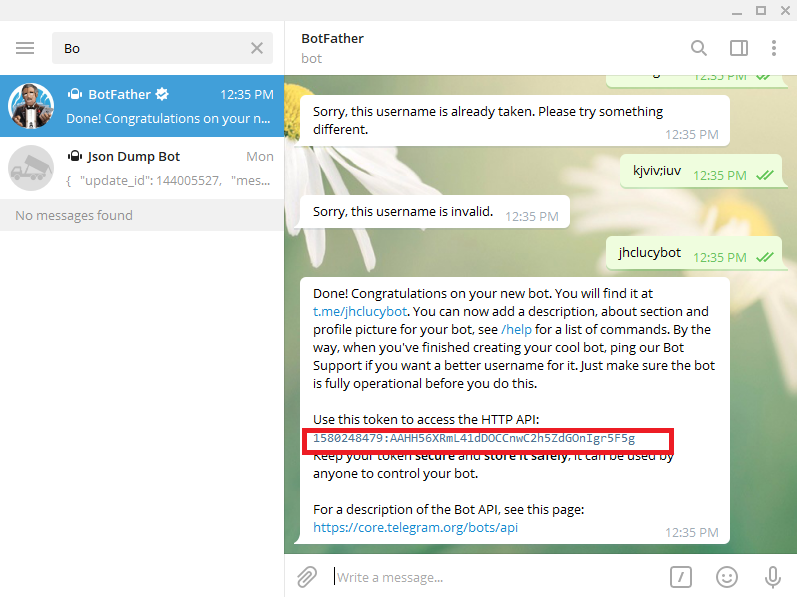 Bo
BotFather 12:35 PM
Done! Congratulations on your n...
Json Dump Bot Mon
{ "update_id": 144005527, "mes...
No messages found
BotFather
bot
12:35 PM
Sorry, this username is already taken. Please try something
different.
12:35 PM
kjviv;iuv 12:35 PM
Sorry, this username is invalid. 12:35 PM
jhclucybot 12:35 PM
Done! Congratulations on your new bot. You will find it at
t.me/jhclucybot. You can now add a description, about section and
profile picture for your bot, see /help for a list of commands. By the
way, when you've finished creating your cool bot, ping our Bot
Support if you want a better username for it. Just make sure the bot
is fully operational before you do this.
Use this token to access the HTTP API:
1580248479:AAHH56XRmL41dDOCCnwC2h5ZdGOnIgr5F5g
Keep your token secure and store it safely, it can be used by
anyone to control your bot.
For a description of the Bot API, see this page:
https://core.telegram.org/bots/api
12:35 PM
Write a message...